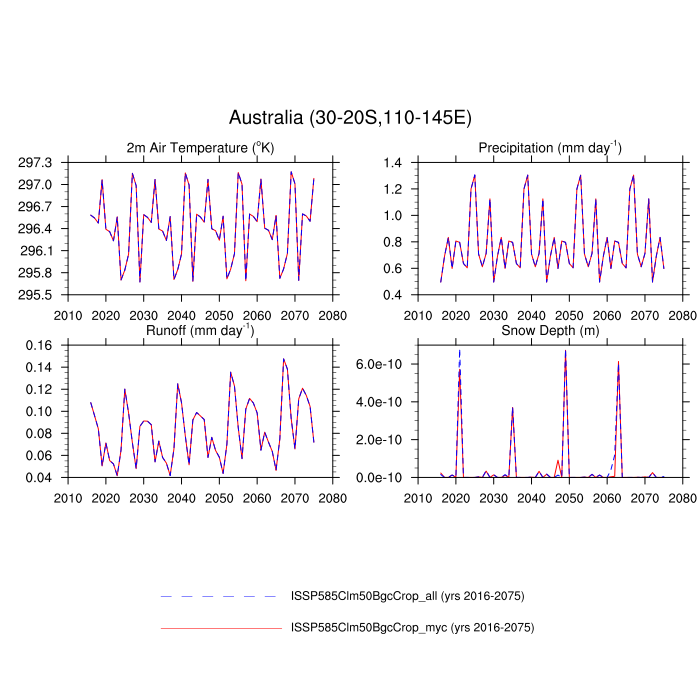 Australia (30-20S,110-145E)
2m Air Temperature (°K)
297.3
297.0
296.7
296.4
296.1
295.8
295.5
2010 2020 2030 2040 2050 2060 2070 2080
Precipitation (mm day-1)
1.4
1.2
1.0
0.8
0.6
0.4
2010 2020 2030 2040 2050 2060 2070 2080
Runoff (mm day-1)
0.16
0.14
0.12
0.10
0.08
0.06
0.04
2010 2020 2030 2040 2050 2060 2070 2080
Snow Depth (m)
6.0e-10
4.0e-10
2.0e-10
0.0e-10
2010 2020 2030 2040 2050 2060 2070 2080
ISSP585Clm50BgcCrop_all (yrs 2016-2075)
ISSP585Clm50BgcCrop_myc (yrs 2016-2075)